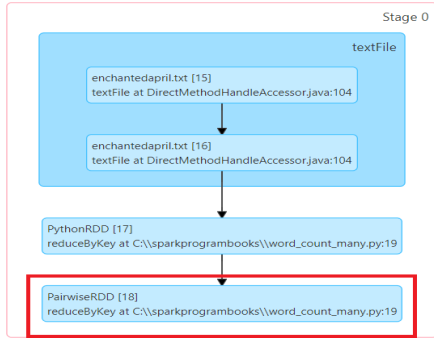 Stage 0
textFile
enchantedapril.txt [15]
textFile at DirectMethodHandleAccessor.java:104
enchantedapril.txt [16]
textFile at DirectMethodHandleAccessor.java:104
PythonRDD [17]
reduceByKey at C:\\sparkprogrambooks\\word_count_many.py:19
PairwiseRDD [18]
reduceByKey at C:\\sparkprogrambooks\\word_count_many.py:19